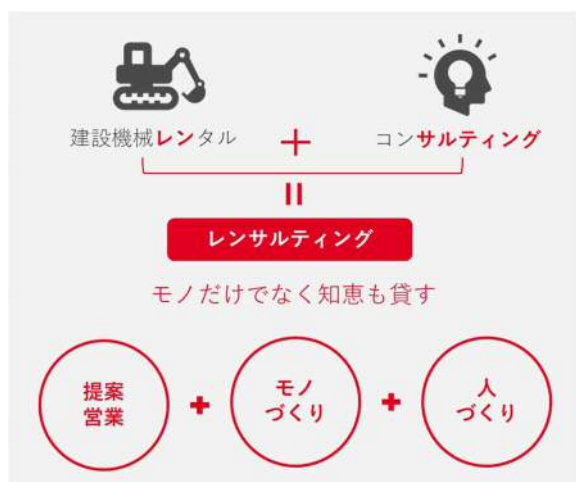 建設機械レンタル + コンサルティング
=
レンサルティング
モノだけでなく知恵も貸す
提案
営業
+
モノ
づくり
+
人
づくり